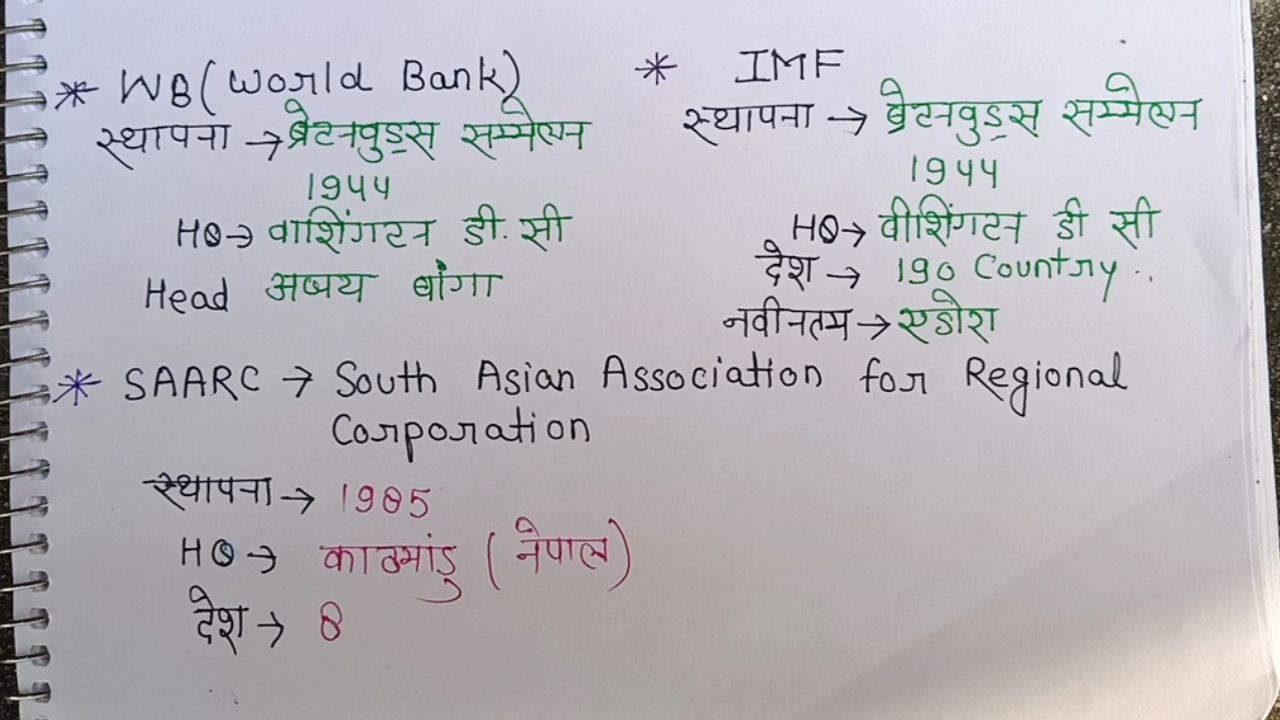 * WB (World Bank)
स्थापना → ब्रेटनवुड्स सम्मेलन
1944
HQ → वाशिंगटन डी. सी
Head अजय बांगा
* IMF
स्थापना → ब्रेटनवुड्स सम्मेलन
1944
HQ → वीशिंगटन डी सी
देश → 190 Country
नवीनतम → एडोरा
* SAARC → South Asian Association for Regional
Corporation
स्थापना → 1985
HQ → काठमांडु (नेपाल)
देश → 8